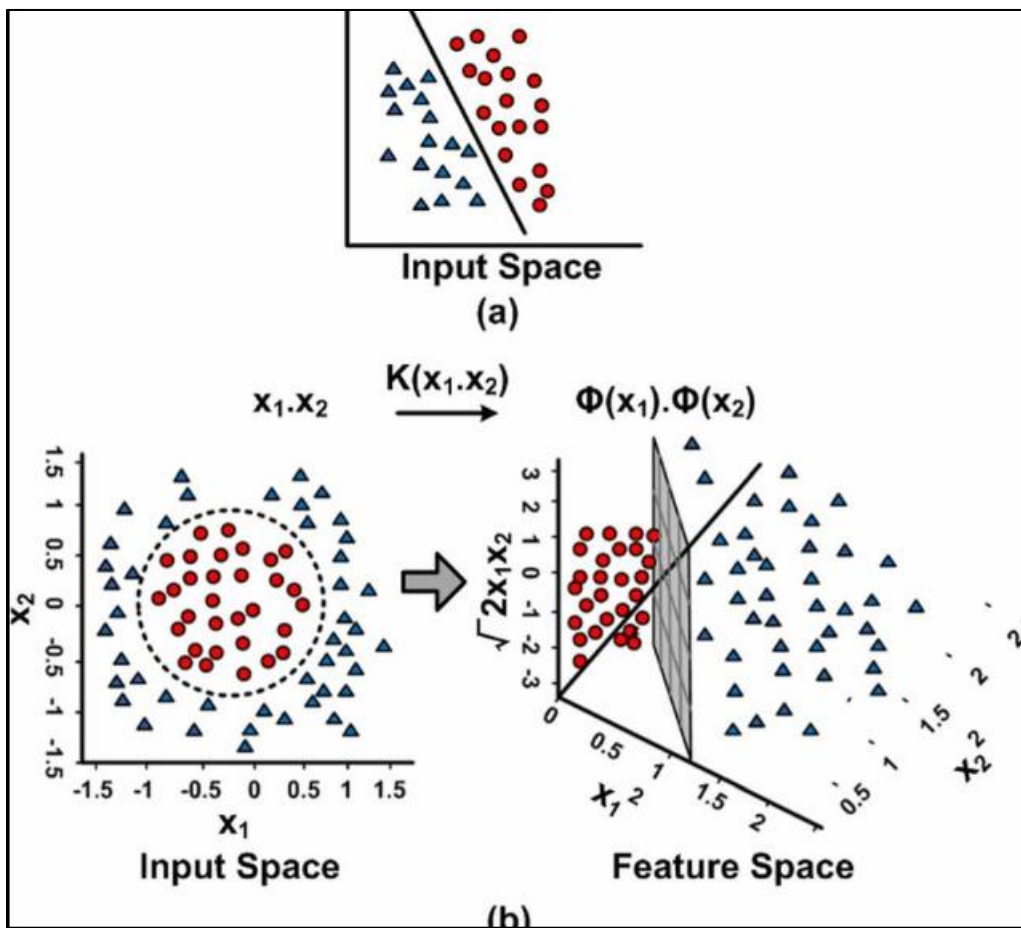 Input Space
(a)
K(x₁.x₂)
x₁.x₂
Φ(x₁).Φ(x₂)
1.5
1
0.5
0
-0.5
-1
-1.5
x₂
-1.5 -1 -0.5 0 0.5 1 1.5
x₁
Input Space
3
2
1
0
-1
-2
-3
√2x₁x₂
0 0.5 1 1.5 2
x₁²
0.5 1 1.5 2 2
x₂²
Feature Space
(b)